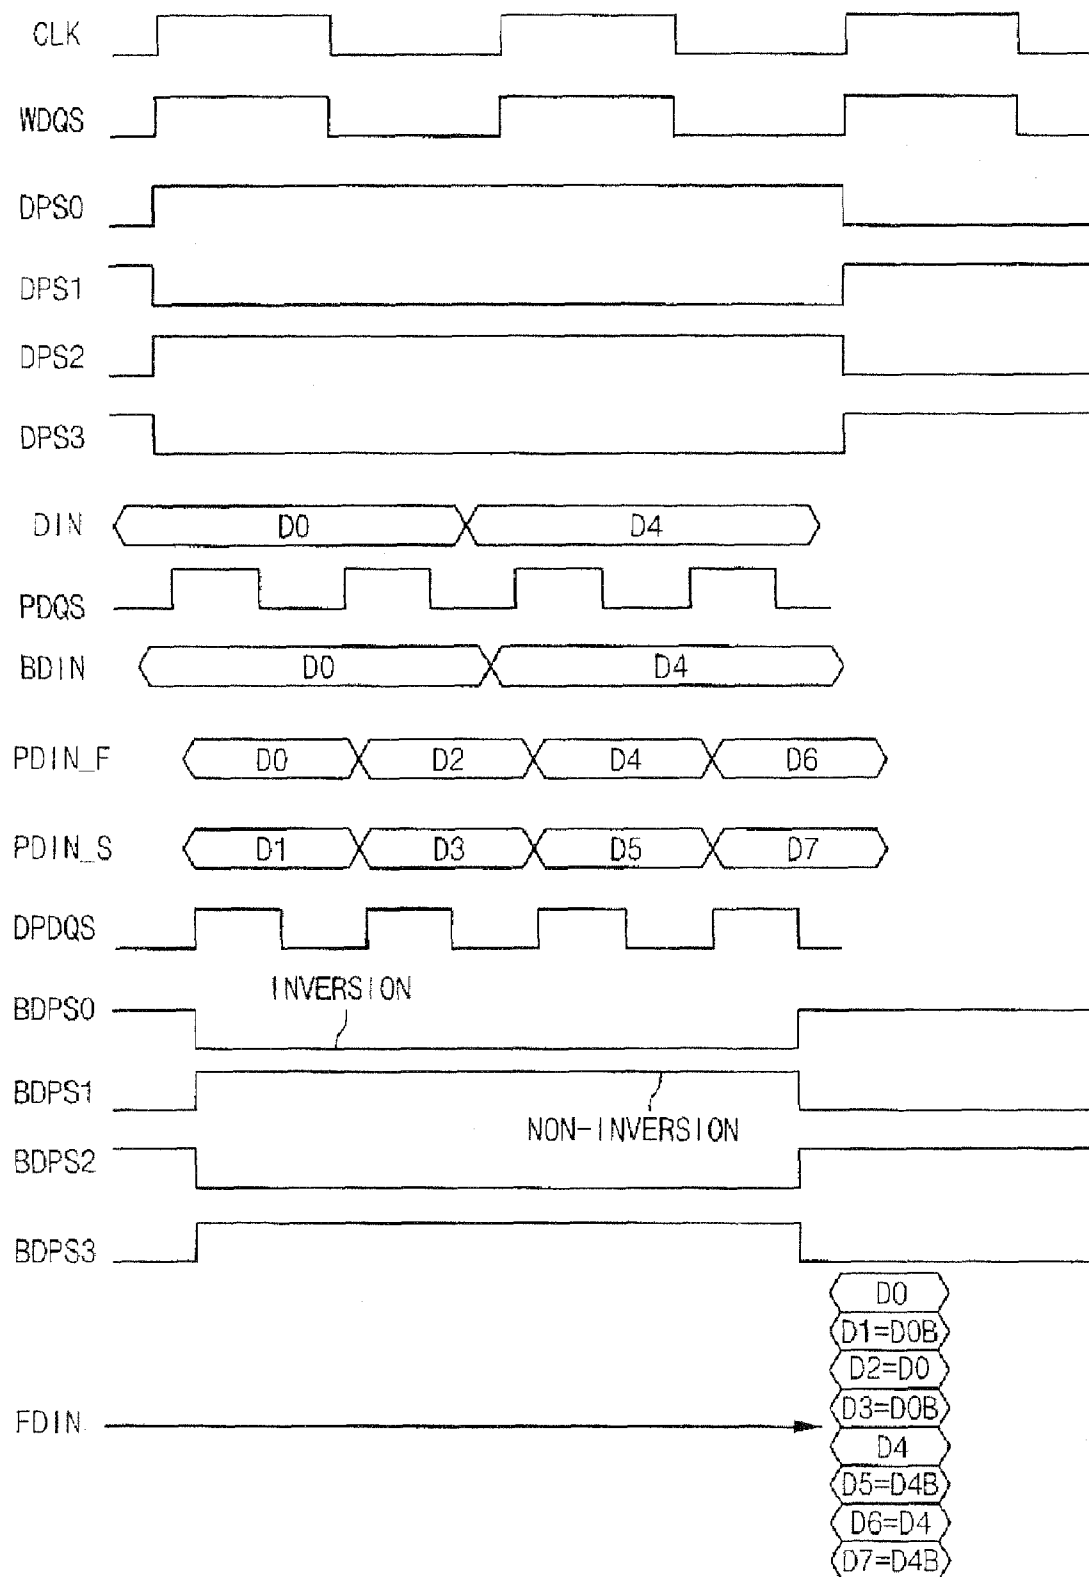 CLK
WDQS
DPS0
DPS1
DPS2
DPS3
DIN D0 D4
PDQS
BDIN D0 D4
PDIN_F D0 D2 D4 D6
PDIN_S D1 D3 D5 D7
DPDQS
INVERSION
BDPS0
BDPS1
NON-INVERSION
BDPS2
BDPS3
D0
D1=D0B
D2=D0
D3=D0B
FDIN
D4
D5=D4B
D6=D4
D7=D4B